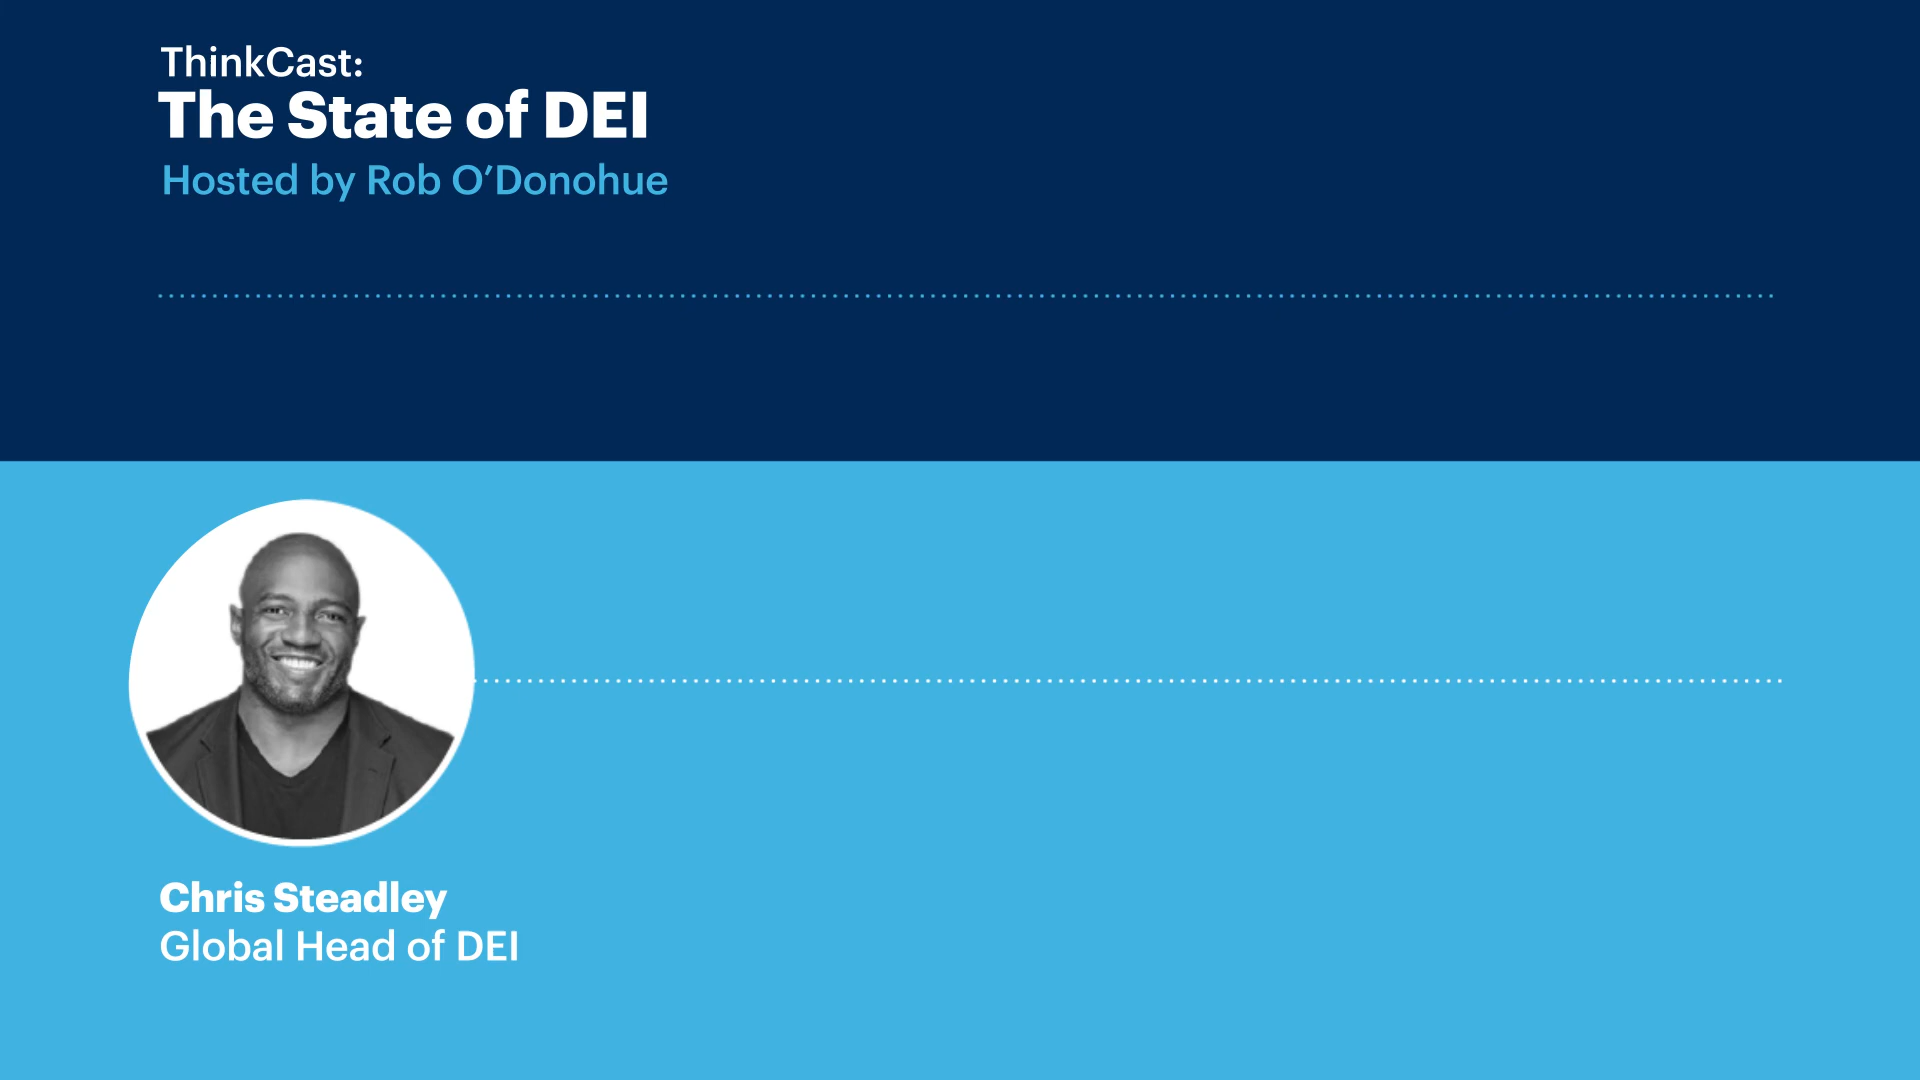 ThinkCast:
The State of DEI
Hosted by Rob O’Donohue
Chris Steadley
Global Head of DEI